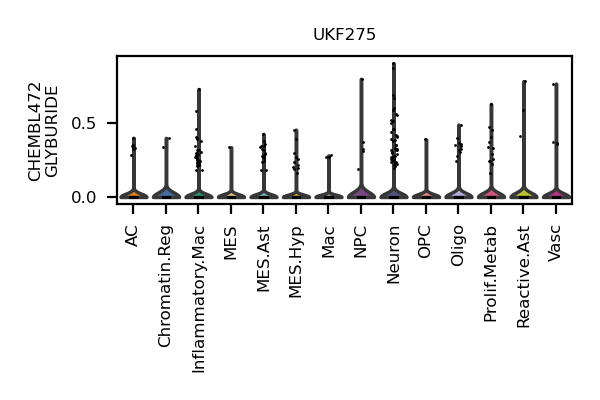 UKF275
CHEMBL472
GLYBURIDE
0.5
0.0
AC
Chromatin.Reg
Inflammatory.Mac
MES
MES.Ast
MES.Hyp
Mac
NPC
Neuron
OPC
Oligo
Prolif.Metab
Reactive.Ast
Vasc